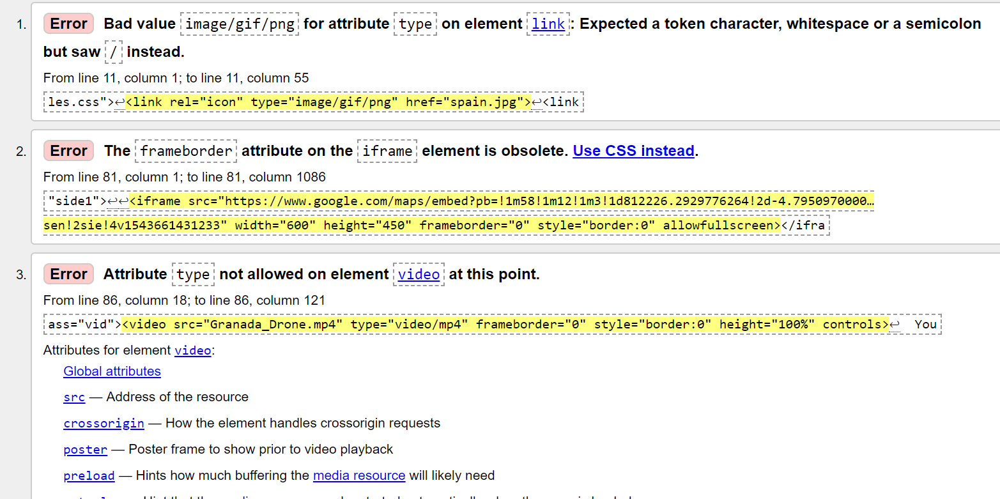 1. Error Bad value image/gif/png for attribute type on element link: Expected a token character, whitespace or a semicolon
but saw / instead.
From line 11, column 1; to line 11, column 55
les.css">↩<link rel="icon" type="image/gif/png" href="spain.jpg">↩<link
2. Error The frameborder attribute on the iframe element is obsolete. Use CSS instead.
From line 81, column 1; to line 81, column 1086
"side1">↩↩<iframe src="https://www.google.com/maps/embed?pb=!1m58!1m12!1m3!1d812226.2929776264!2d-4.7950970000…
sen!2sie!4v1543661431233" width="600" height="450" frameborder="0" style="border:0" allowfullscreen></ifra
3. Error Attribute type not allowed on element video at this point.
From line 86, column 18; to line 86, column 121
ass="vid"><video src="Granada_Drone.mp4" type="video/mp4" frameborder="0" style="border:0" height="100%" controls>↩ You
Attributes for element video:
Global attributes
src — Address of the resource
crossorigin — How the element handles crossorigin requests
poster — Poster frame to show prior to video playback
preload — Hints how much buffering the media resource will likely need